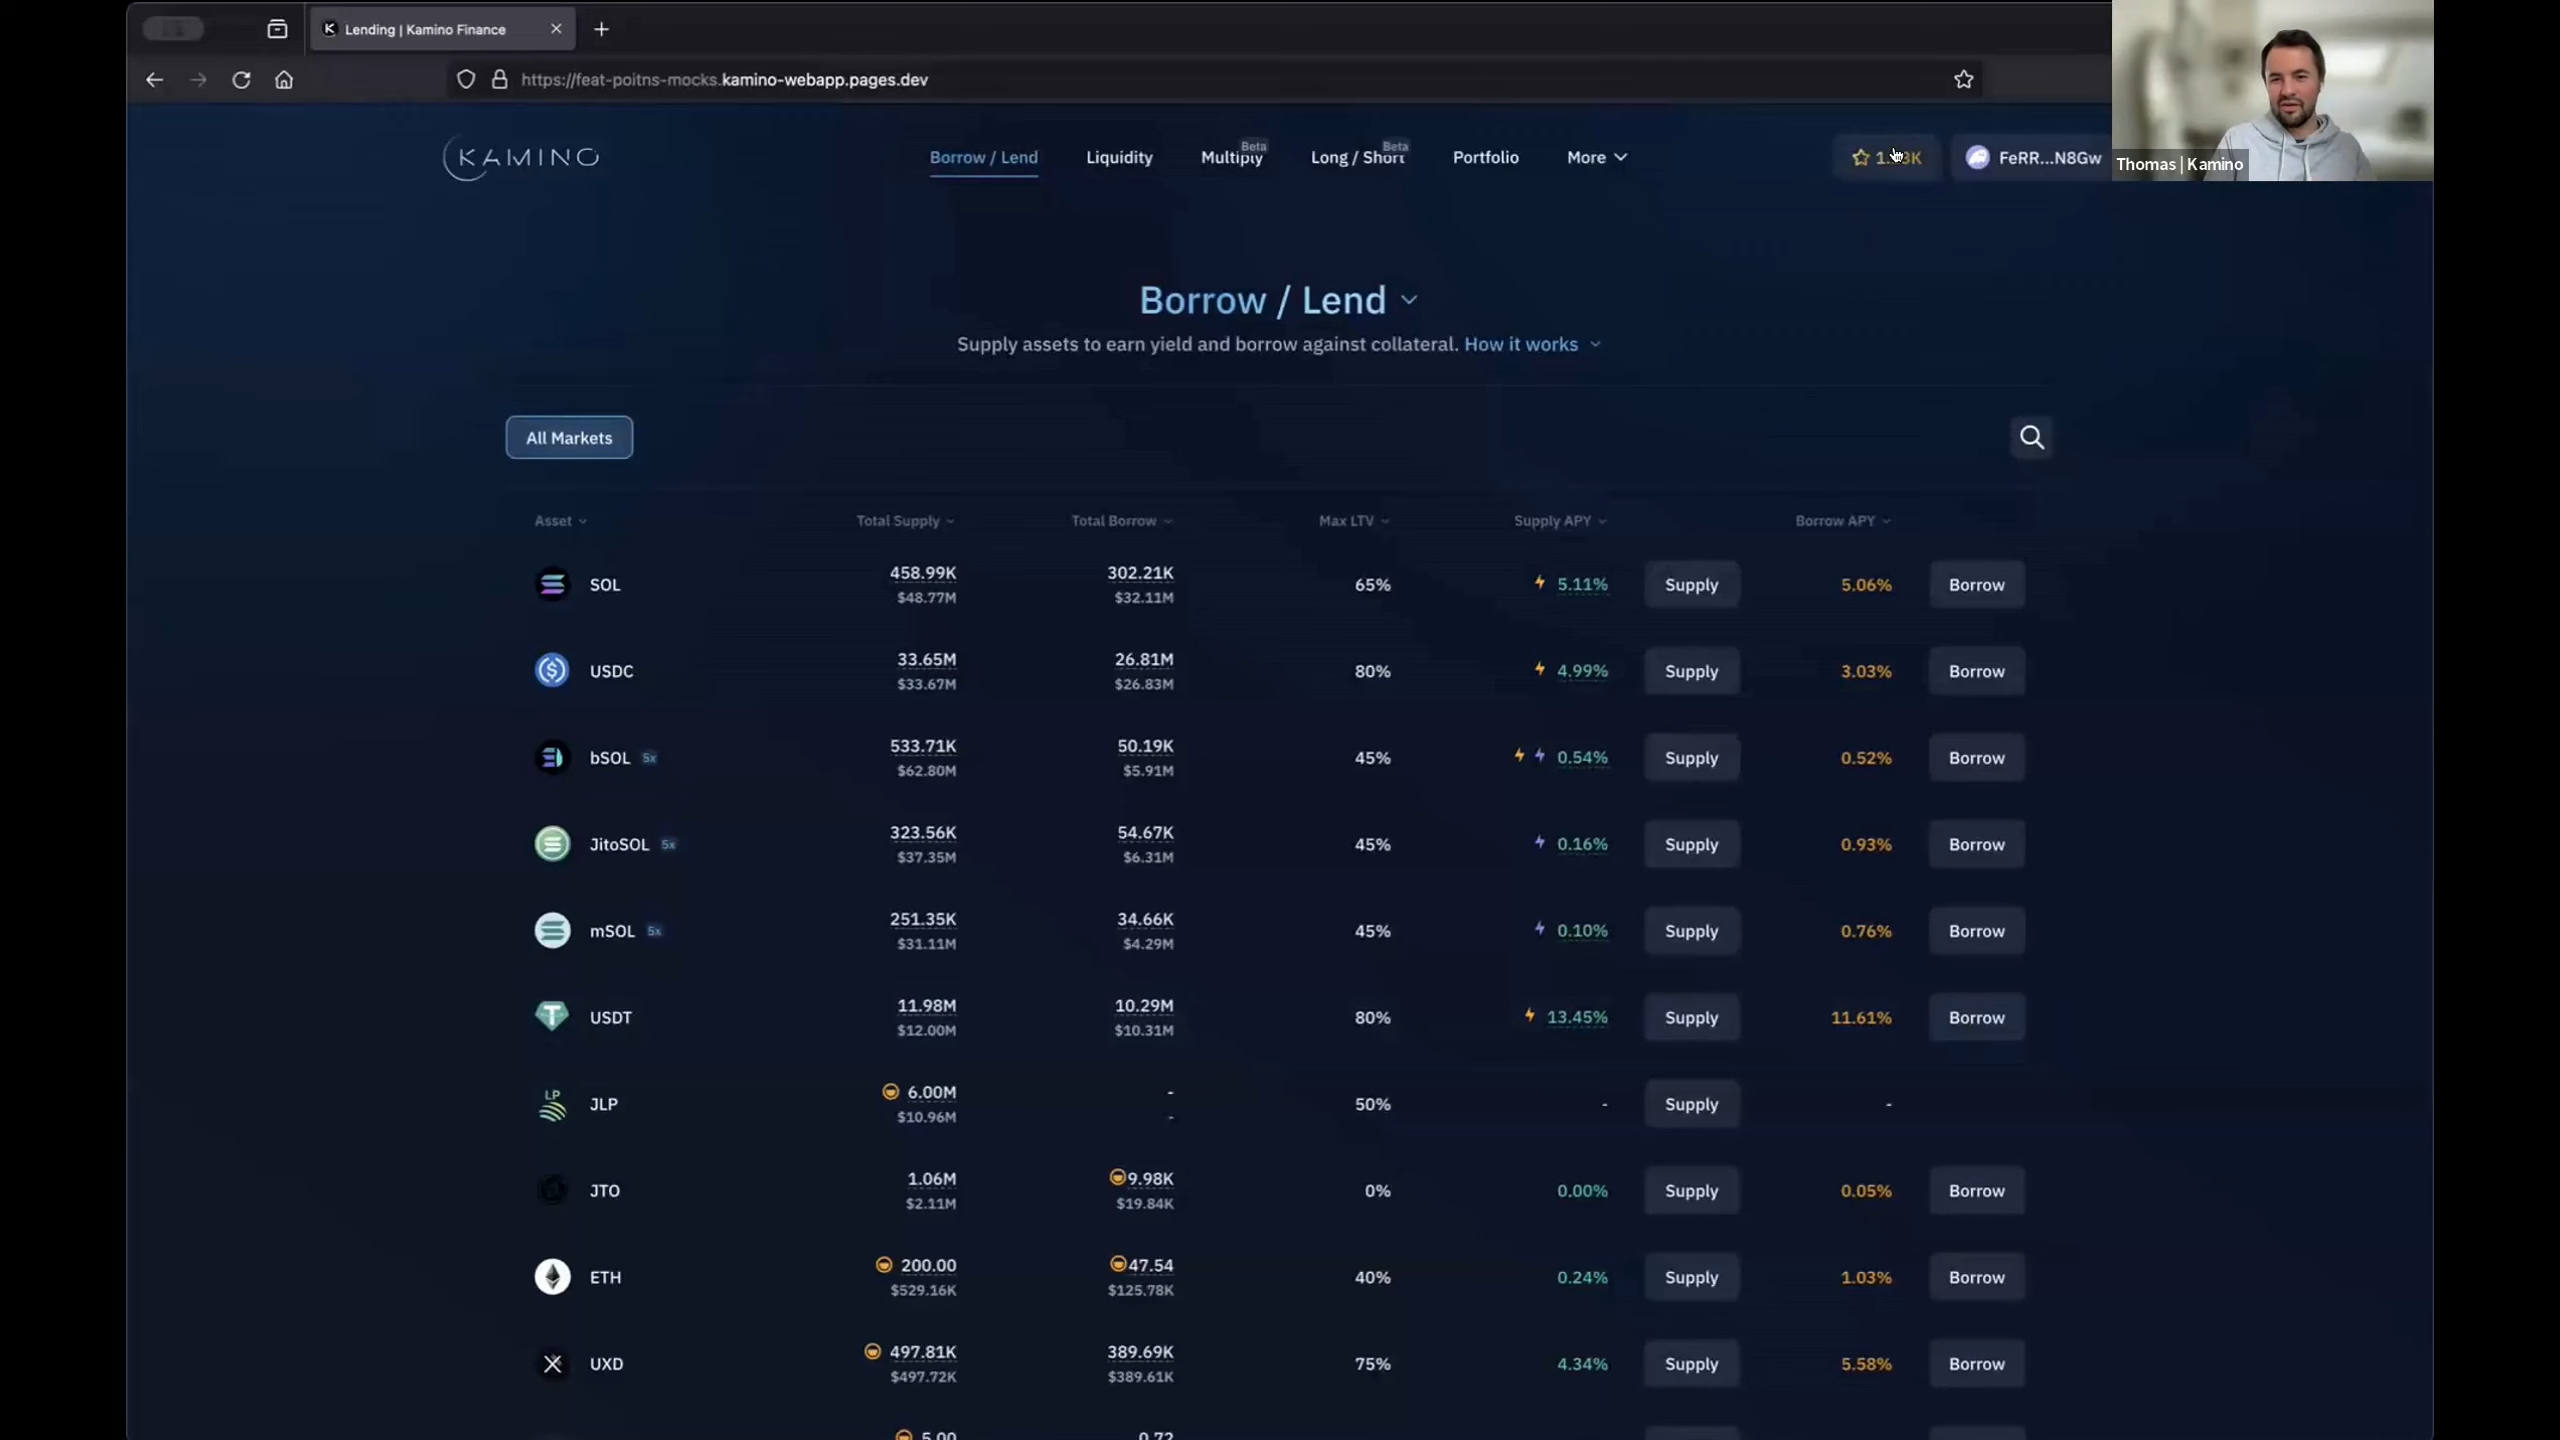 Lending | Kamino Finance
https://feat-poitns-mocks.kamino-webapp.pages.dev
KAMINO
Borrow / Lend Liquidity Multiply Beta Long / Short Beta Portfolio More
FeRR...N8Gw
Thomas | Kamino
Borrow / Lend
Supply assets to earn yield and borrow against collateral. How it works
All Markets
Asset Total Supply Total Borrow Max LTV Supply APY Borrow APY
SOL 458.99K 302.21K 65% 5.11% Supply 5.06% Borrow
$48.77M $32.11M
USDC 33.65M 26.81M 80% 4.99% Supply 3.03% Borrow
$33.67M $26.83M
bSOL 5x 533.71K 50.19K 45% 0.54% Supply 0.52% Borrow
$62.80M $5.91M
JitoSOL 5x 323.56K 54.67K 45% 0.16% Supply 0.93% Borrow
$37.35M $6.31M
mSOL 5x 251.35K 34.66K 45% 0.10% Supply 0.76% Borrow
$31.11M $4.29M
USDT 11.98M 10.29M 80% 13.45% Supply 11.61% Borrow
$12.00M $10.31M
LP JLP 6.00M - 50% - Supply -
$10.96M -
JTO 1.06M 9.98K 0% 0.00% Supply 0.05% Borrow
$2.11M $19.84K
ETH 200.00 47.54 40% 0.24% Supply 1.03% Borrow
$529.16K $125.78K
UXD 497.81K 389.69K 75% 4.34% Supply 5.58% Borrow
$497.72K $389.61K
5.00 0.72